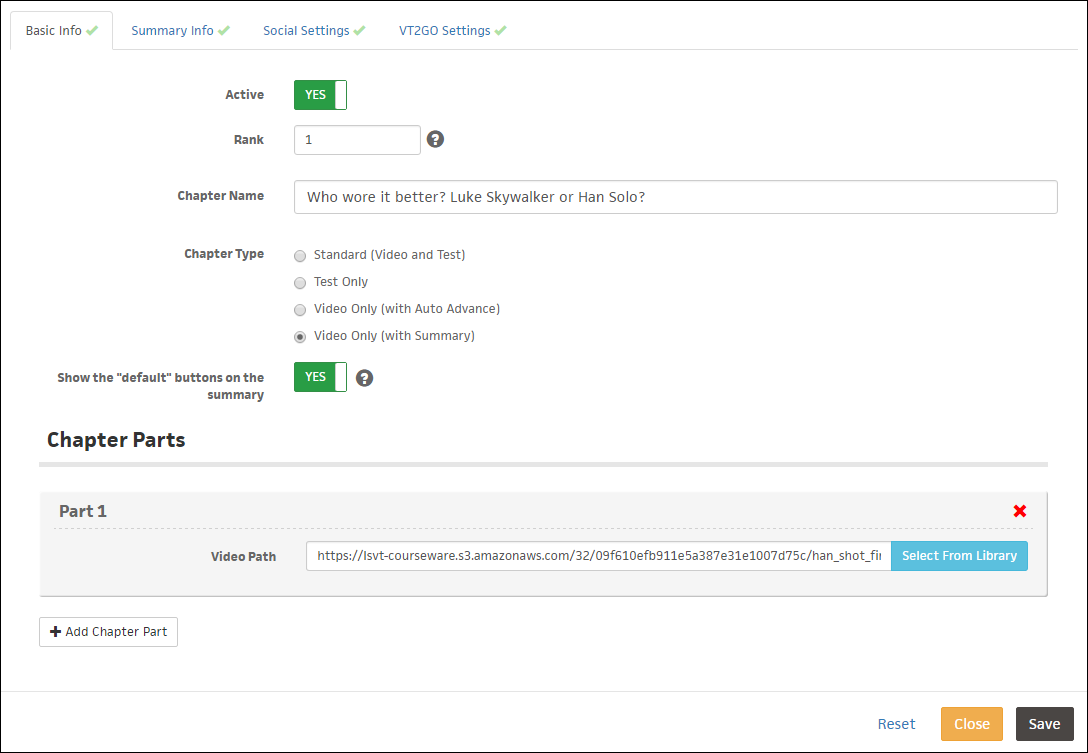 Basic Info Summary Info Social Settings VT2GO Settings
Active YES
Rank 1 ?
Chapter Name Who wore it better? Luke Skywalker or Han Solo?
Chapter Type Standard (Video and Test)
Test Only
Video Only (with Auto Advance)
Video Only (with Summary)
Show the "default" buttons on the YES ?
summary
Chapter Parts
Part 1
Video Path https://lsvt-courseware.s3.amazonaws.com/32/09f610efb911e5a387e31e1007d75c/han_shot_fir Select From Library
Add Chapter Part
Reset Close Save